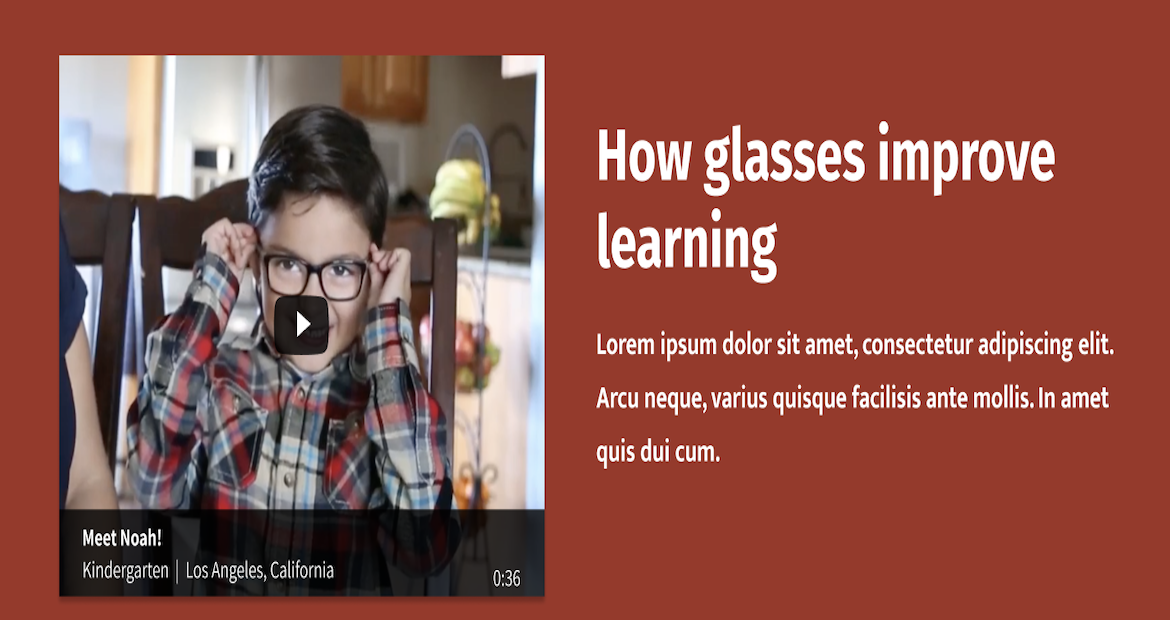 How glasses improve
learning
Lorem ipsum dolor sit amet, consectetur adipiscing elit.
Arcu neque, varius quisque facilisis ante mollis. In amet
quis dui cum.
Meet Noah!
Kindergarten | Los Angeles, California
0:36